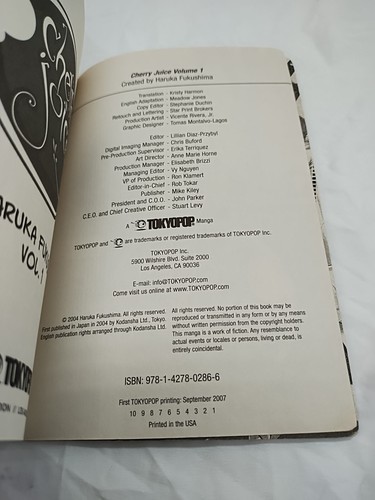 Cherry Juice Volume 1
Created by Haruka Fukushima
Translation - Kristy Harmon
English Adaptation - Meadow Jones
Copy Editor - Stephanie Duchin
Retouch and Lettering - Star Print Brokers
Production Artist - Vicente Rivera, Jr.
Graphic Designer - Tomas Montalvo-Lagos
Editor - Lillian Diaz-Przybyl
Digital Imaging Manager - Chris Buford
Pre-Production Supervisor - Erika Terriquez
Art Director - Anne Marie Horne
Production Manager - Elisabeth Brizzi
Managing Editor - Vy Nguyen
VP of Production - Ron Klamert
Editor-in-Chief - Rob Tokar
Publisher - Mike Kiley
President and C.O.O. - John Parker
C.E.O. and Chief Creative Officer - Stuart Levy
A TOKYOPOP Manga
TOKYOPOP and are trademarks or registered trademarks of TOKYOPOP Inc.
TOKYOPOP Inc.
5900 Wilshire Blvd. Suite 2000
Los Angeles, CA 90036
E-mail: info@TOKYOPOP.com
Come visit us online at www.TOKYOPOP.com
© 2004 Haruka Fukushima. All rights reserved.
First published in Japan in 2004 by Kodansha Ltd., Tokyo.
English publication rights arranged through Kodansha Ltd.
All rights reserved. No portion of this book may be
reproduced or transmitted in any form or by any means
without written permission from the copyright holders.
This manga is a work of fiction. Any resemblance to
actual events or locales or persons, living or dead, is
entirely coincidental.
ISBN: 978-1-4278-0286-6
First TOKYOPOP printing: September 2007
10 9 8 7 6 5 4 3 2 1
Printed in the USA
VOL. 1